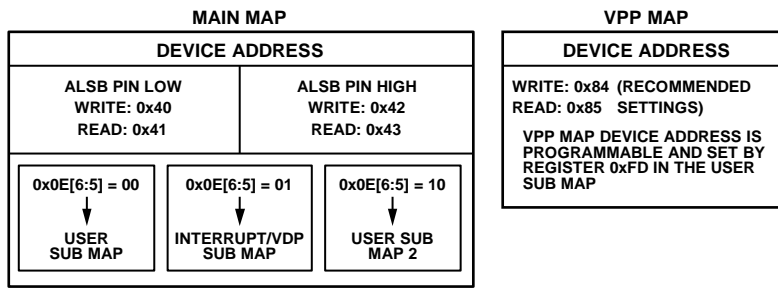 MAIN MAP
DEVICE ADDRESS
ALSB PIN LOW
WRITE: 0x40
READ: 0x41
ALSB PIN HIGH
WRITE: 0x42
READ: 0x43
0x0E[6:5] = 00
USER
SUB MAP
0x0E[6:5] = 01
INTERRUPT/VDP
SUB MAP
0x0E[6:5] = 10
USER SUB
MAP 2
VPP MAP
DEVICE ADDRESS
WRITE: 0x84 (RECOMMENDED
READ: 0x85 SETTINGS)
VPP MAP DEVICE ADDRESS IS
PROGRAMMABLE AND SET BY
REGISTER 0xFD IN THE USER
SUB MAP